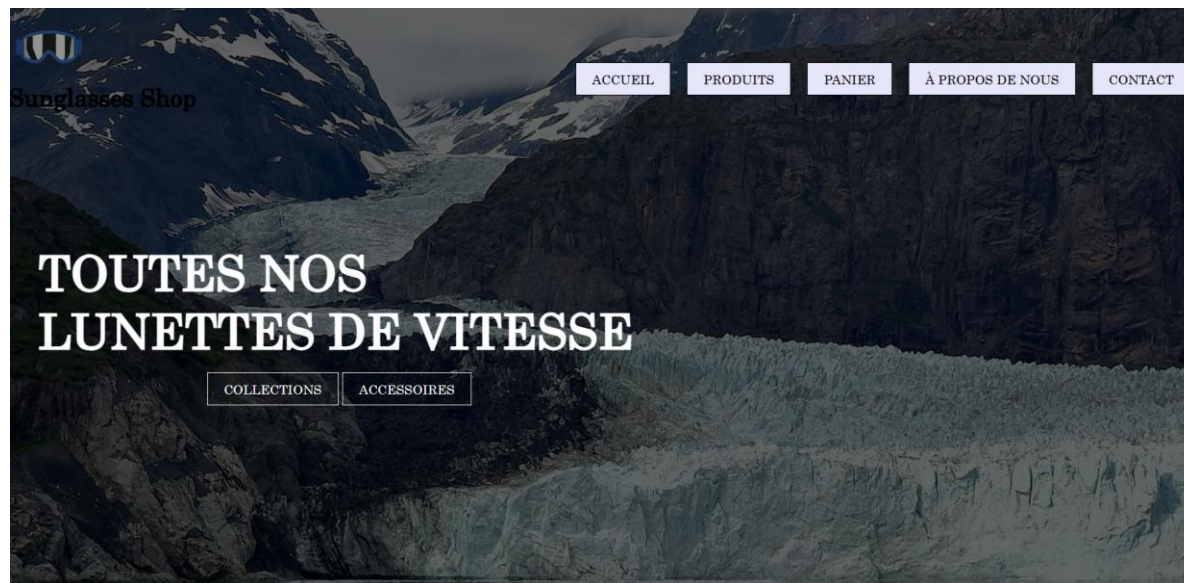 Sunglasses Shop
ACCUEIL PRODUITS PANIER À PROPOS DE NOUS CONTACT
TOUTES NOS
LUNETTES DE VITESSE
COLLECTIONS ACCESSOIRES